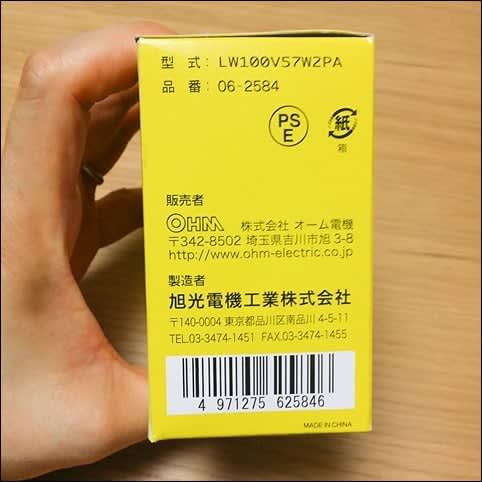 型 式：LW100V57W2PA
品 番：06-2584
PS
E
紙
箱
販売者
OHM 株式会社 オーム電機
〒342-8502 埼玉県吉川市旭 3-8
http://www.ohm-electric.co.jp
製造者
旭光電機工業株式会社
〒140-0004 東京都品川区南品川 4-5-11
TEL.03-3474-1451 FAX.03-3474-1455
4 971275 625846
MADE IN CHINA